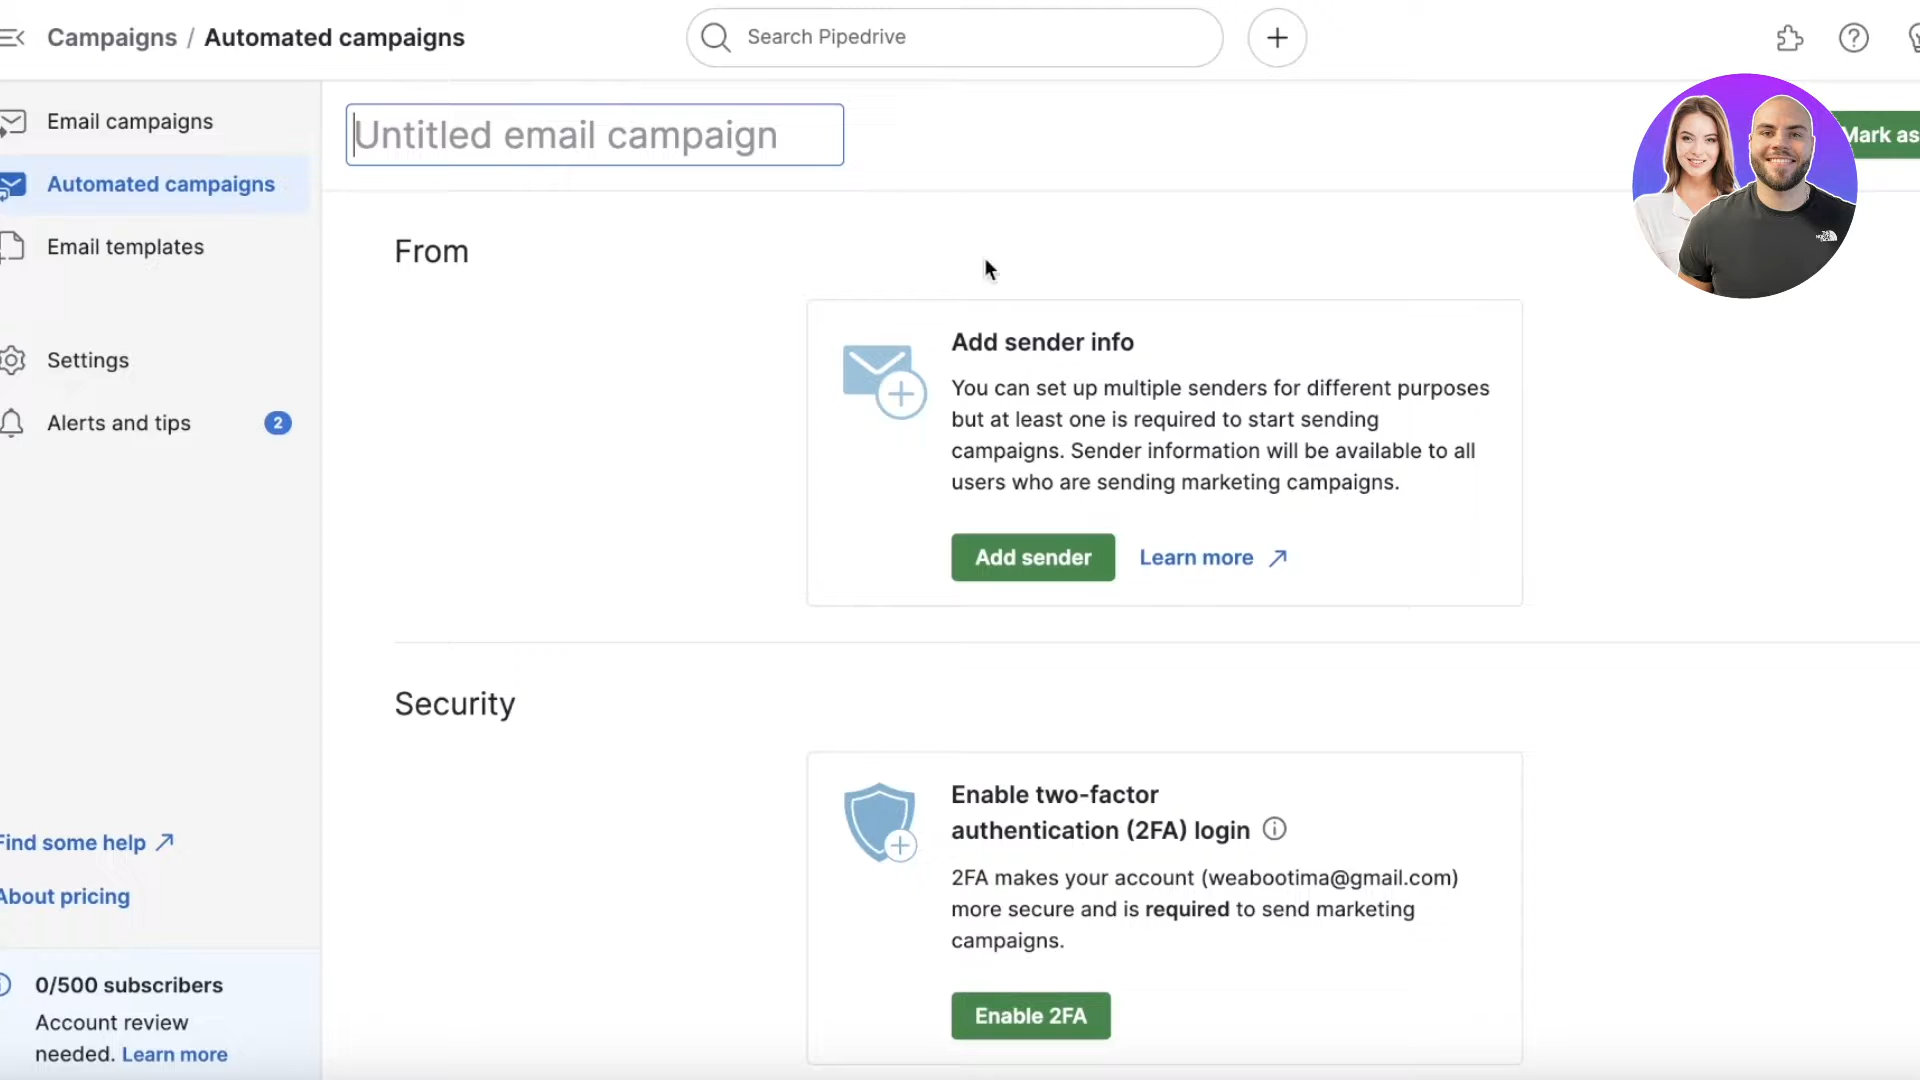 Campaigns / Automated campaigns
Search Pipedrive
Email campaigns
Automated campaigns
Email templates
Settings
Alerts and tips 2
Find some help
About pricing
0/500 subscribers
Account review
needed. Learn more
Untitled email campaign
Mark as
From
Add sender info
You can set up multiple senders for different purposes
but at least one is required to start sending
campaigns. Sender information will be available to all
users who are sending marketing campaigns.
Add sender Learn more
Security
Enable two-factor
authentication (2FA) login
2FA makes your account (weabootima@gmail.com)
more secure and is required to send marketing
campaigns.
Enable 2FA